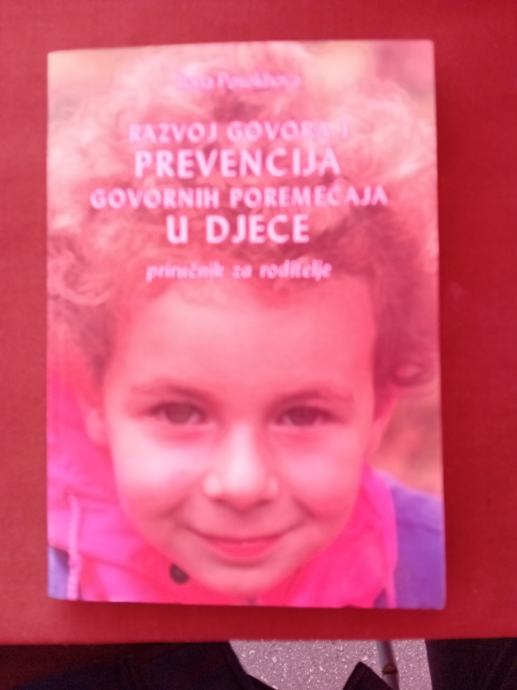 Posokhova
RAZVOJ GOVORA I
PREVENCIJA
GOVORNIH POREMEĆAJA
U DJECE
priručnik za roditelje